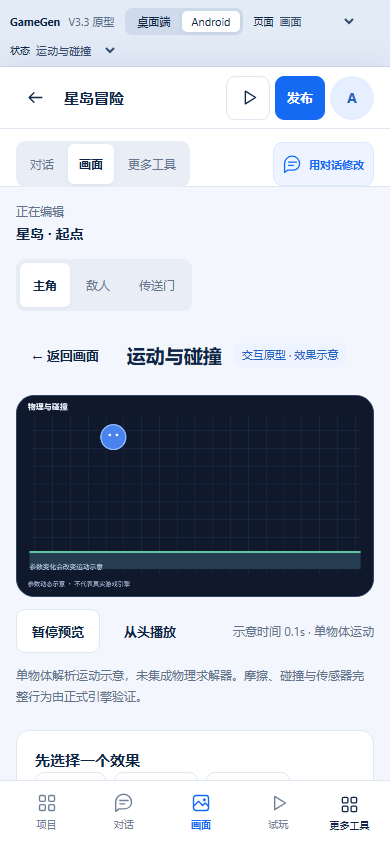 GameGen V3.3 原型 桌面端 Android 页面 画面
状态 运动与碰撞
星岛冒险 发布 A
对话 画面 更多工具 用对话修改
正在编辑
星岛 · 起点
主角 敌人 传送门
← 返回画面 运动与碰撞 交互原型 · 效果示意
物理与碰撞
参数变化会改变运动示意
参数动态示意 · 不代表真实游戏引擎
暂停预览 从头播放 示意时间 0.1s · 单物体运动
单物体解析运动示意，未集成物理求解器。摩擦、碰撞与传感器完
整行为由正式引擎验证。
先选择一个效果
项目 对话 画面 试玩 更多工具